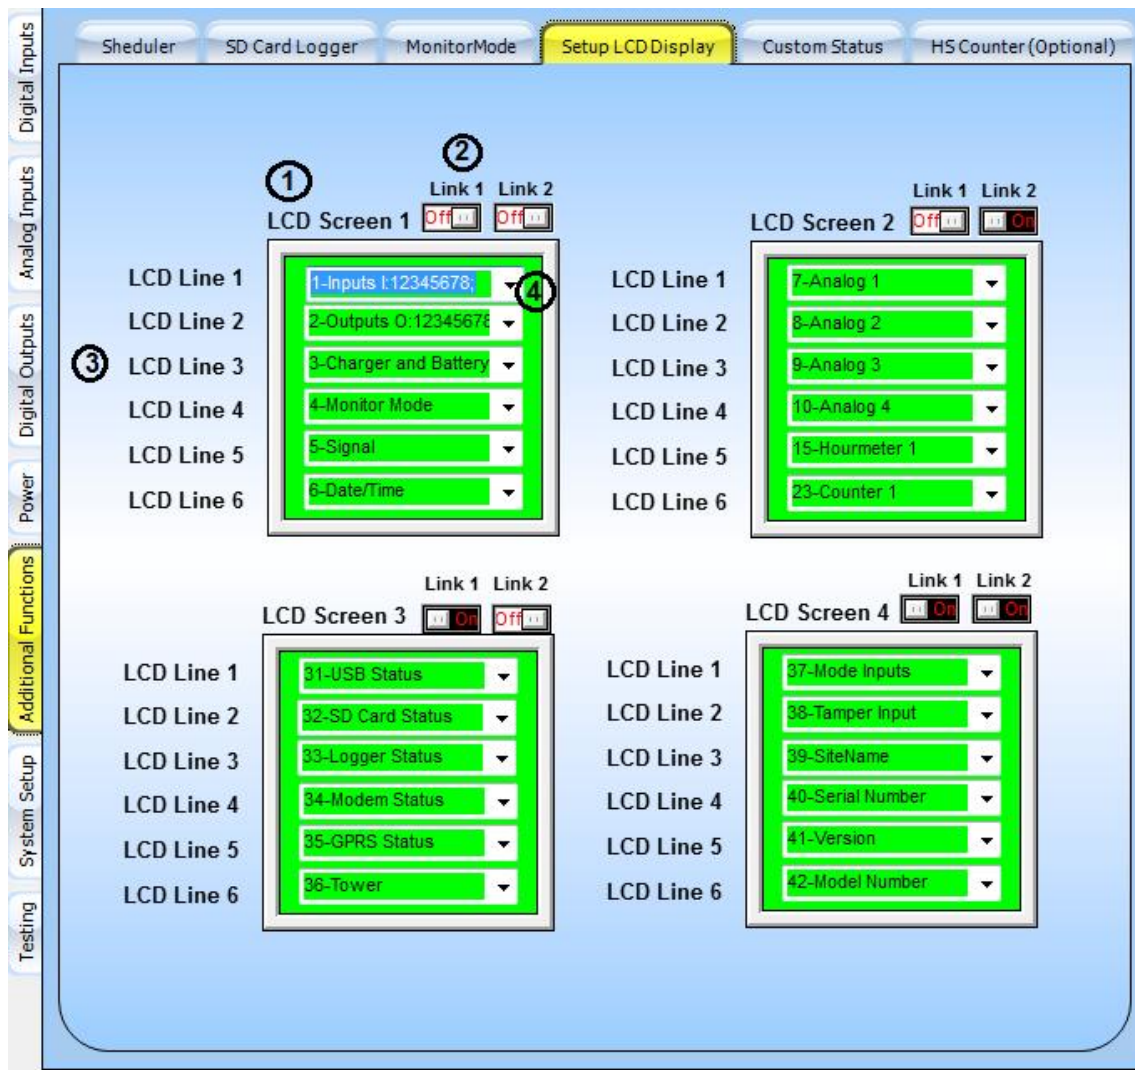 Sheduler SD Card Logger MonitorMode Setup LCD Display Custom Status HS Counter (Optional)
Digital Inputs
Analog Inputs
Digital Outputs
Power
Additional Functions
System Setup
Testing
1
2
Link 1 Link 2
LCD Screen 1 Off Off
LCD Line 1 1-Inputs I:12345678;
4
LCD Line 2 2-Outputs O:12345678
3
LCD Line 3 3-Charger and Battery
LCD Line 4 4-Monitor Mode
LCD Line 5 5-Signal
LCD Line 6 6-Date/Time
Link 1 Link 2
LCD Screen 2 Off On
LCD Line 1 7-Analog 1
LCD Line 2 8-Analog 2
LCD Line 3 9-Analog 3
LCD Line 4 10-Analog 4
LCD Line 5 15-Hourmeter 1
LCD Line 6 23-Counter 1
Link 1 Link 2
LCD Screen 3 On Off
LCD Line 1 31-USB Status
LCD Line 2 32-SD Card Status
LCD Line 3 33-Logger Status
LCD Line 4 34-Modem Status
LCD Line 5 35-GPRS Status
LCD Line 6 36-Tower
Link 1 Link 2
LCD Screen 4 On On
LCD Line 1 37-Mode Inputs
LCD Line 2 38-Tamper Input
LCD Line 3 39-SiteName
LCD Line 4 40-Serial Number
LCD Line 5 41-Version
LCD Line 6 42-Model Number